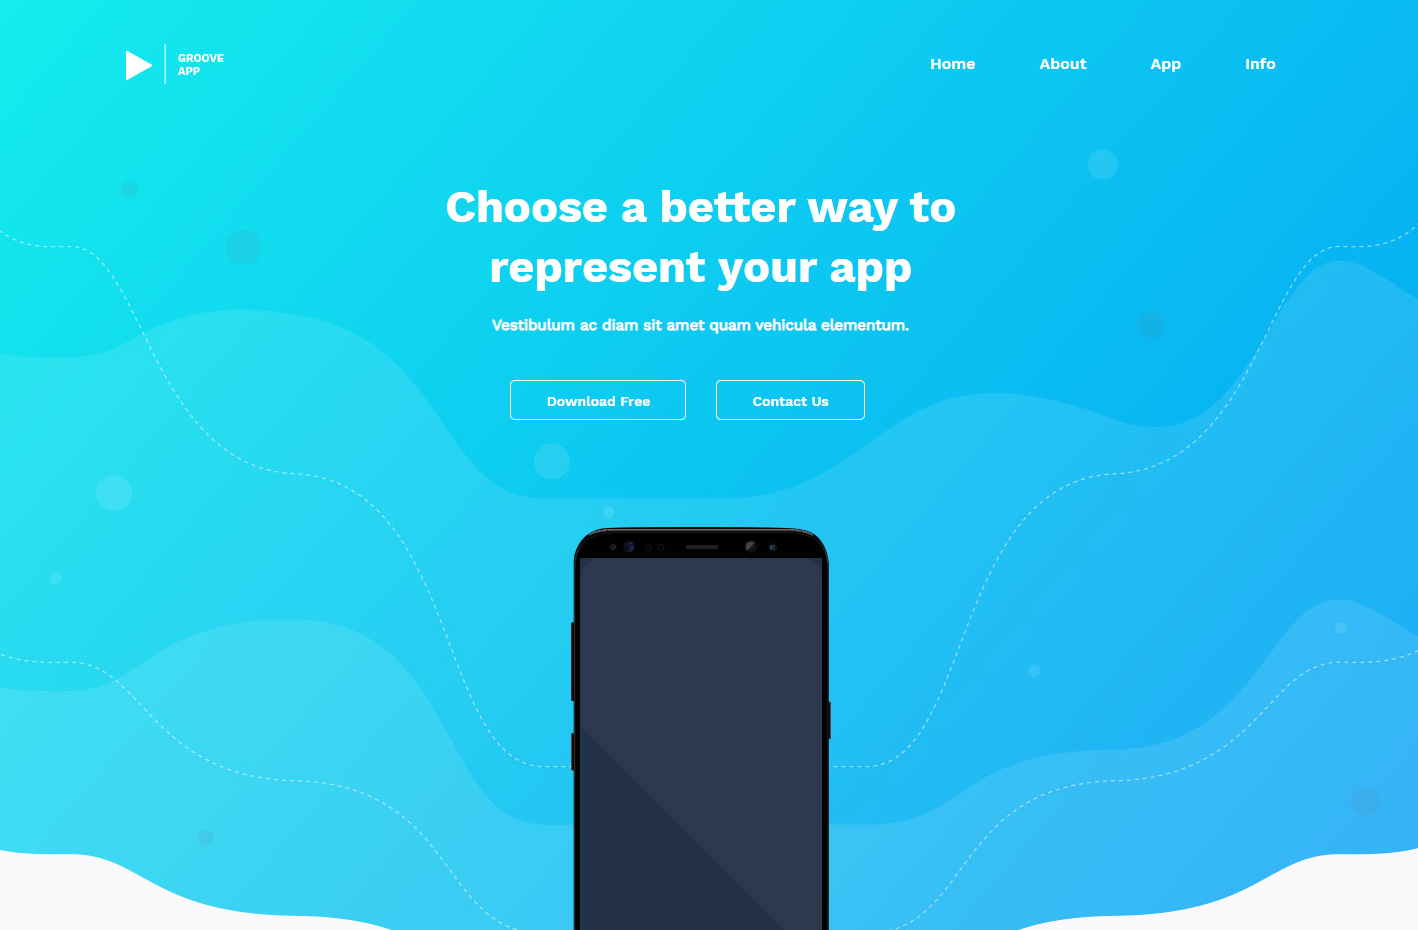 GROOVE
APP
Home About App Info
Choose a better way to
represent your app
Vestibulum ac diam sit amet quam vehicula elementum.
Download Free Contact Us